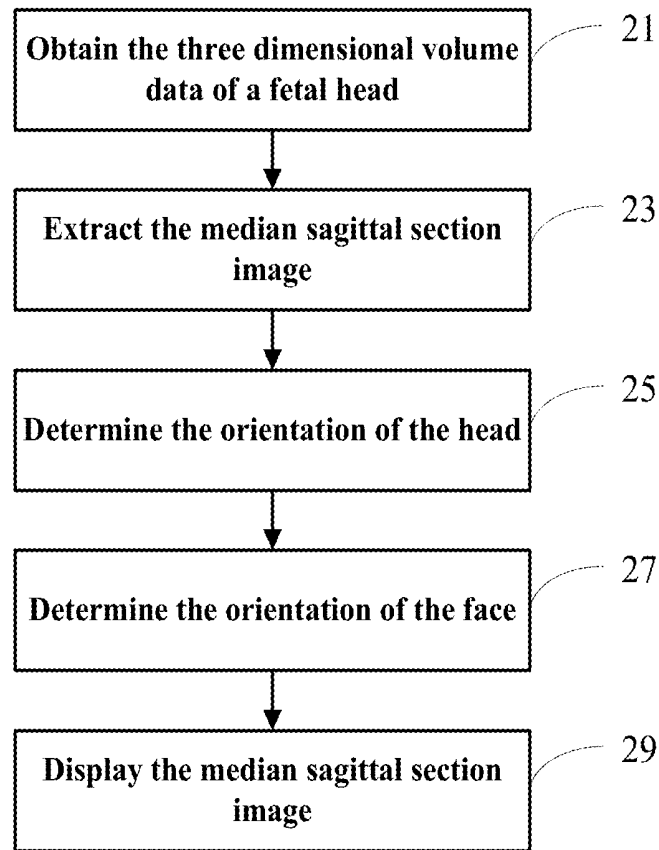 21
Obtain the three dimensional volume
data of a fetal head
23
Extract the median sagittal section
image
25
Determine the orientation of the head
27
Determine the orientation of the face
29
Display the median sagittal section
image